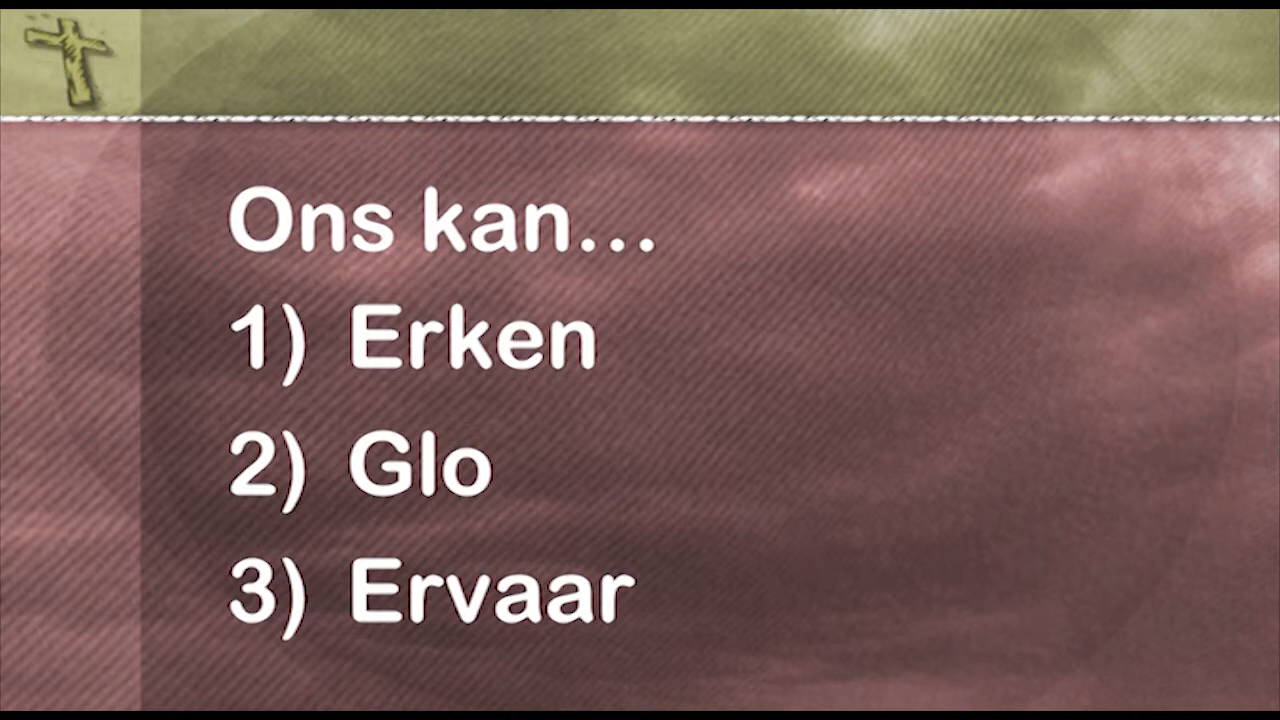 Ons kan...
1) Erken
2) Glo
3) Ervaar